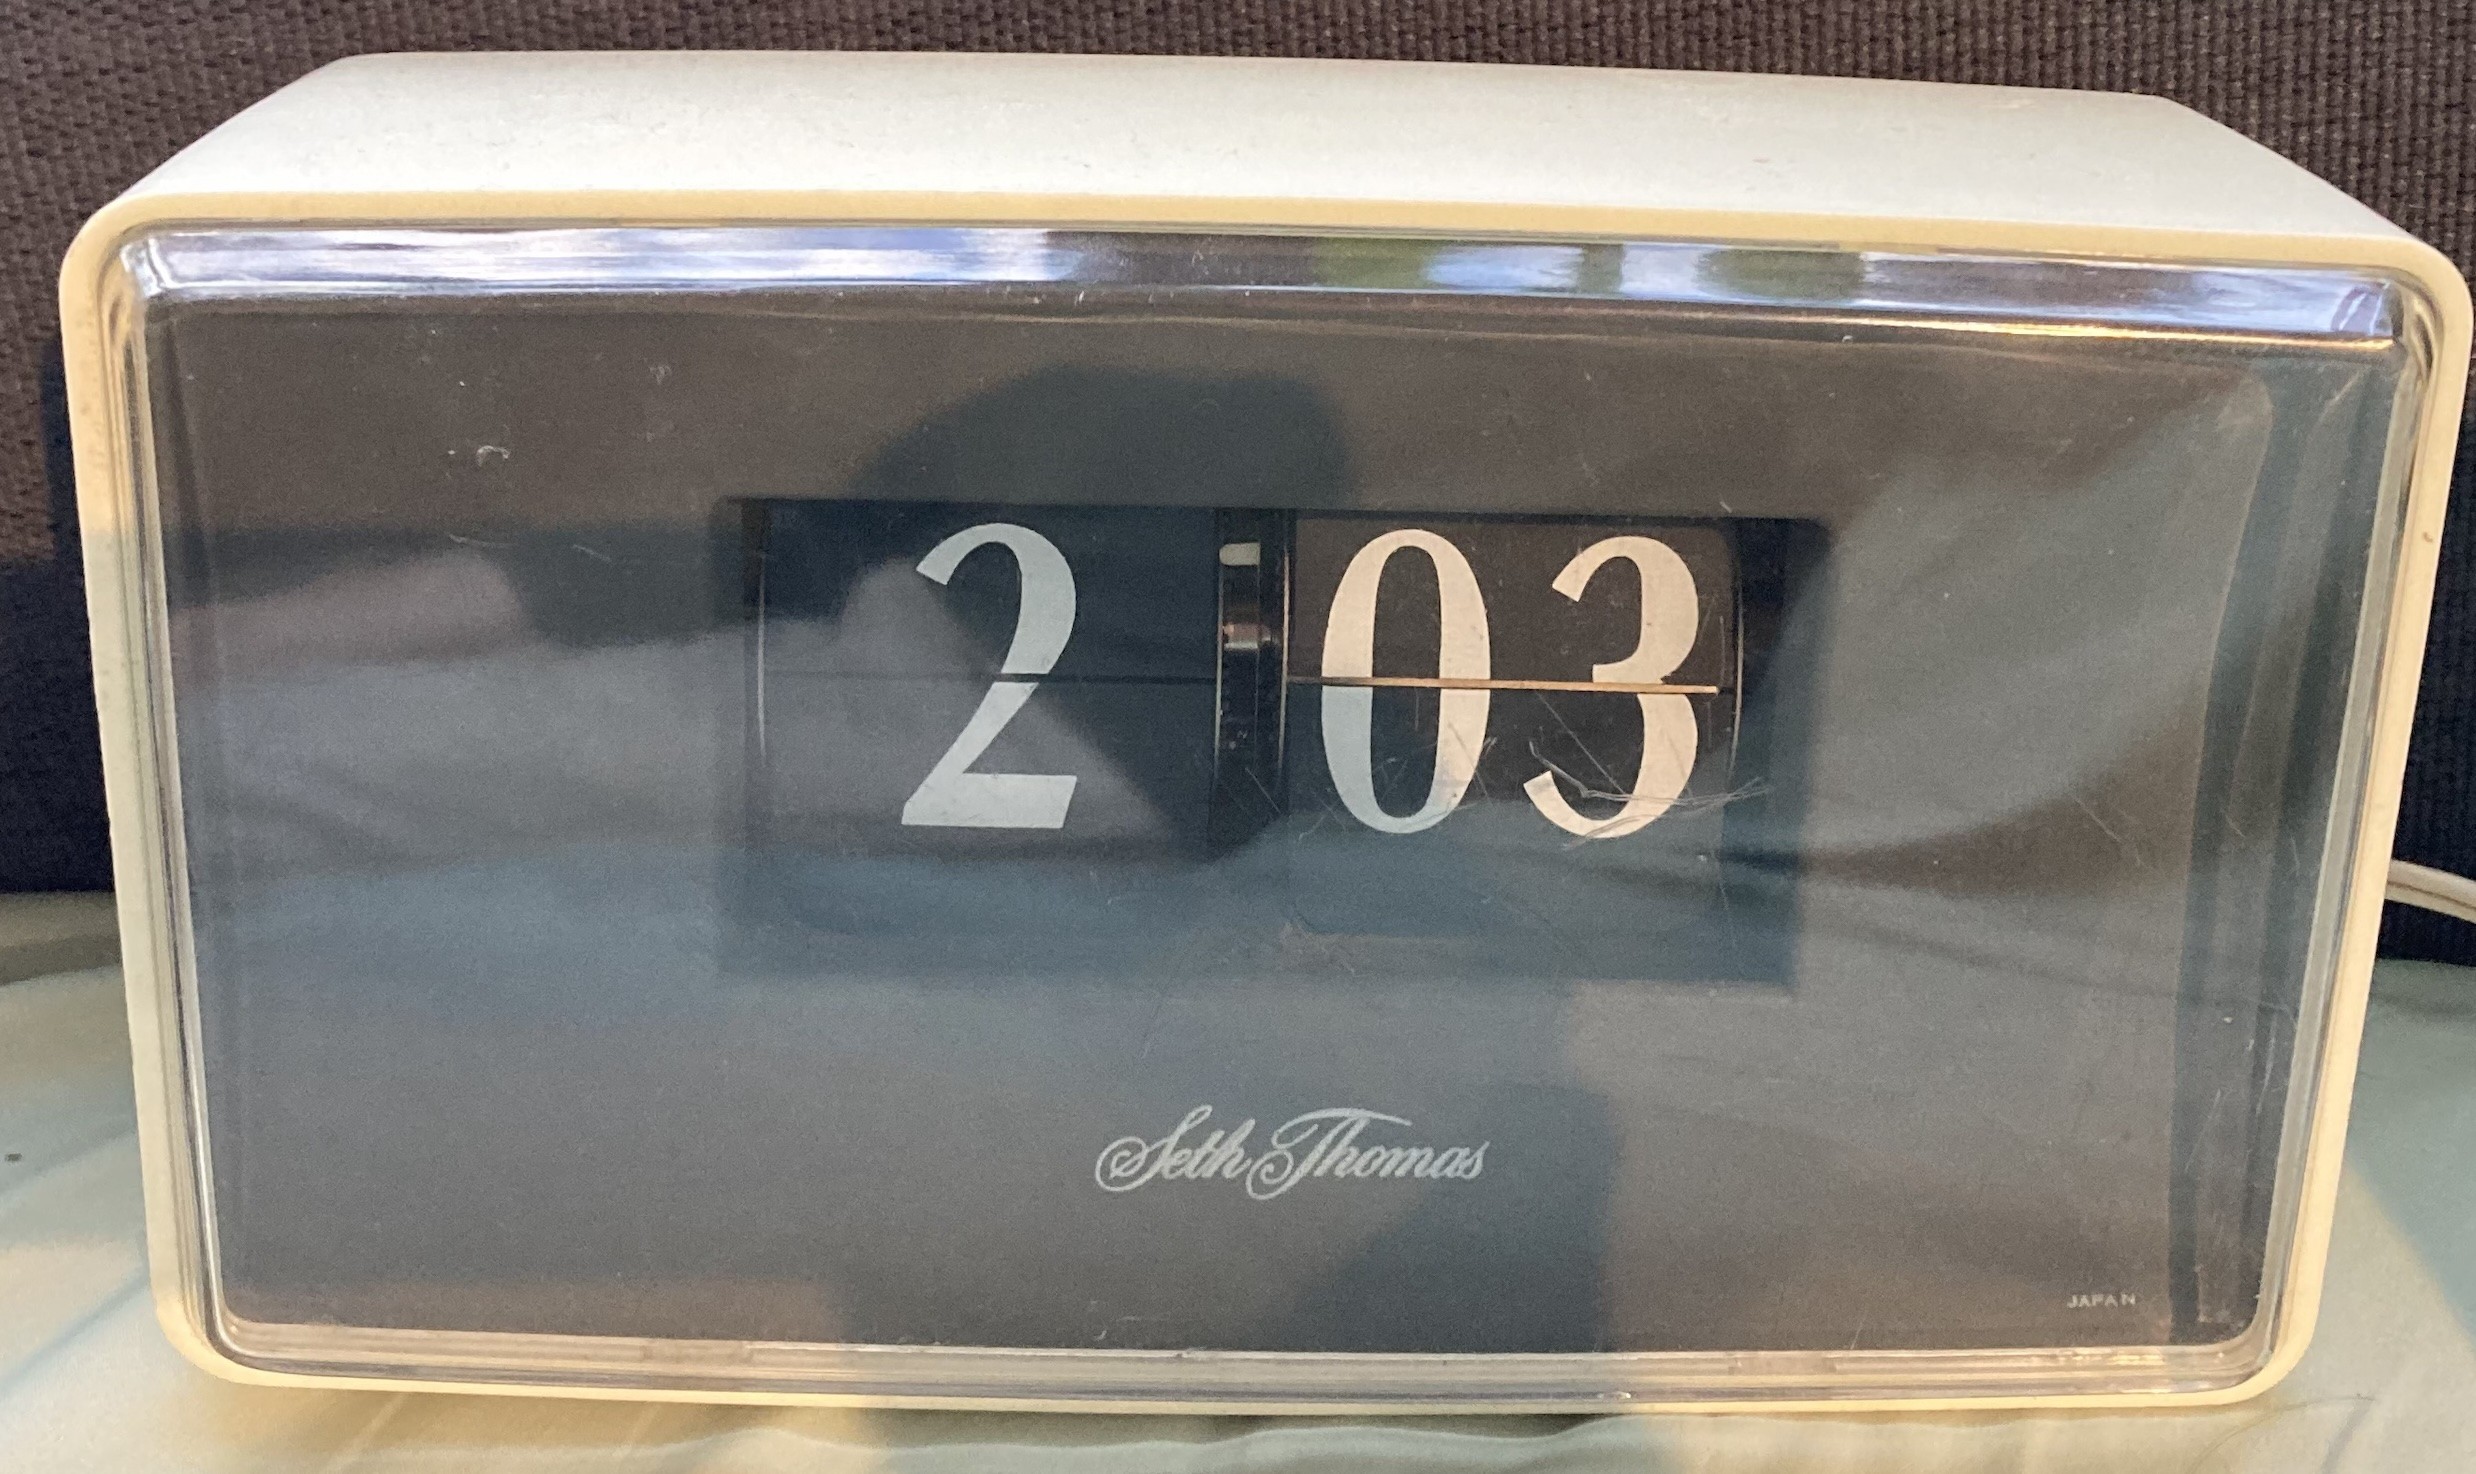 2 03
Seth Thomas
JAPAN